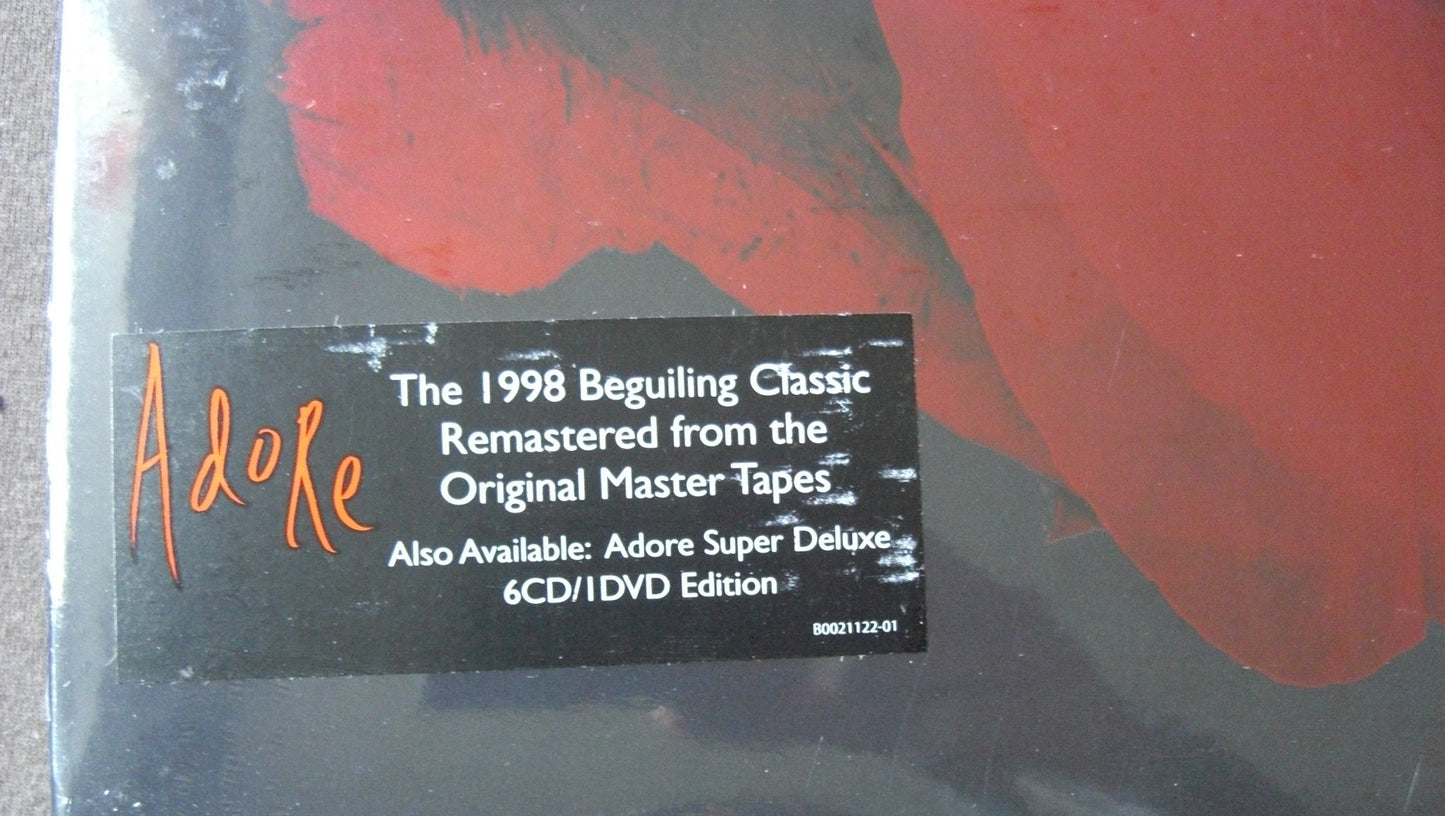 Adore
The 1998 Beguiling Classic
Remastered from the
Original Master Tapes
Also Available: Adore Super Deluxe
6CD/1DVD Edition
B0021122-01